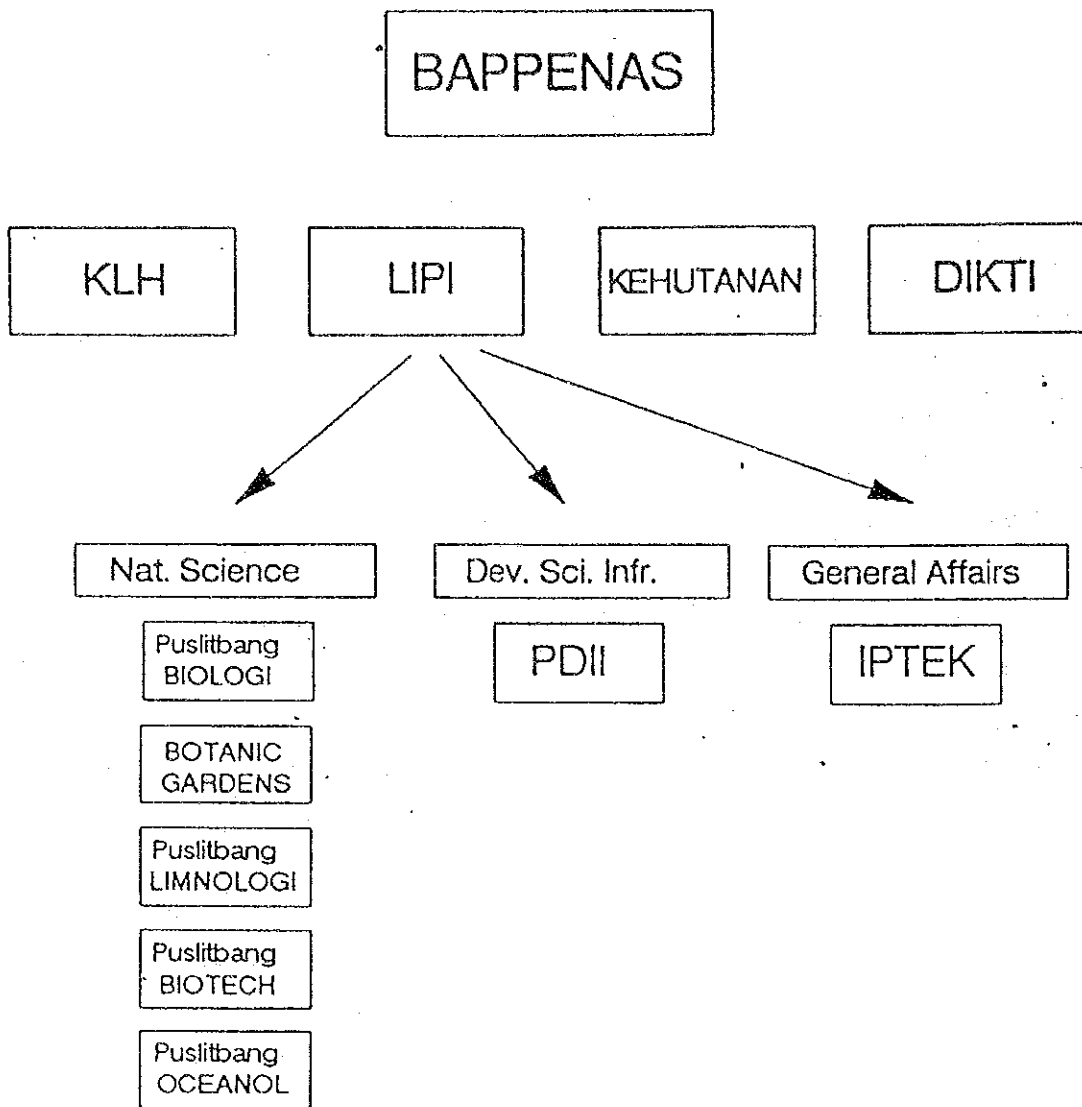 BAPPENAS
KLH
LIPI
KEHUTANAN
DIKTI
Nat. Science
Dev. Sci. Infr.
General Affairs
Puslitbang
BIOLOGI
PDII
IPTEK
BOTANIC
GARDENS
Puslitbang
LIMNOLOGI
Puslitbang
BIOTECH
Puslitbang
OCEANOL